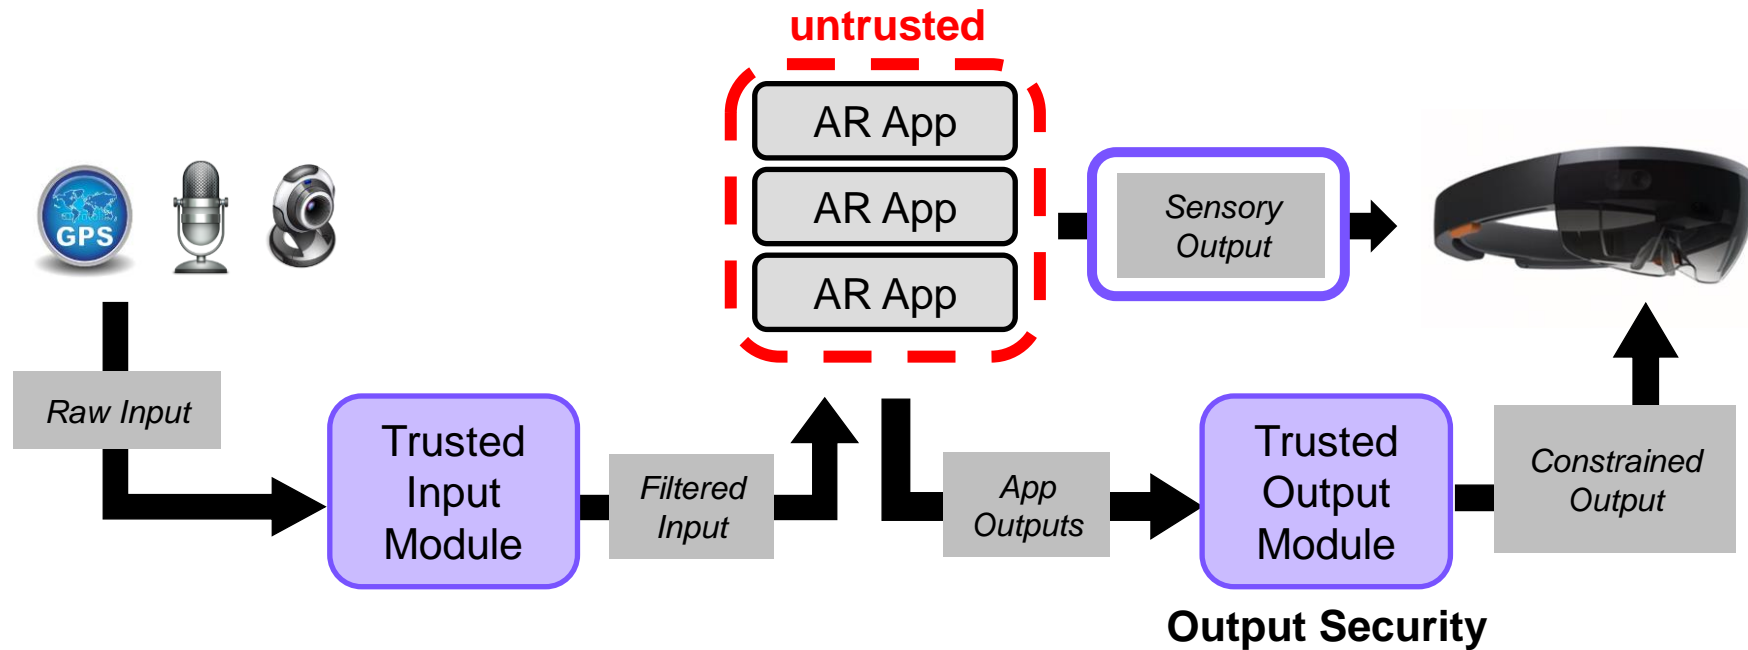 untrusted
AR App
AR App
AR App
GPS
Sensory
Output
Raw Input
Trusted
Input
Module
Filtered
Input
App
Outputs
Trusted
Output
Module
Constrained
Output
Output Security